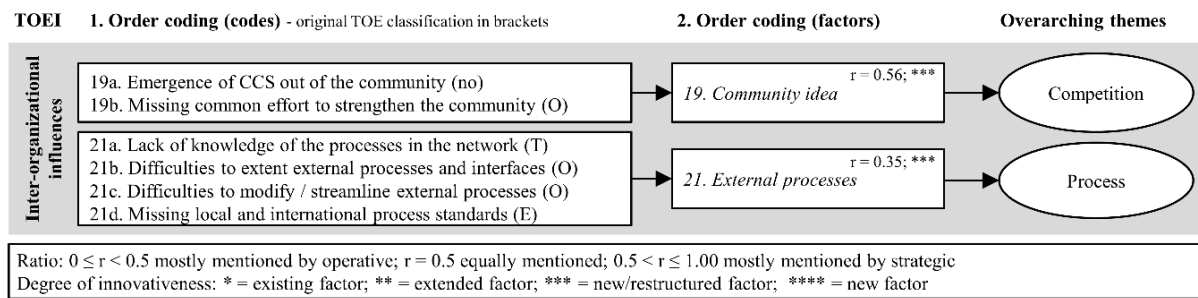 TOEI 1. Order coding (codes) - original TOE classification in brackets 2. Order coding (factors) Overarching themes
Inter-organizational
influences
19a. Emergence of CCS out of the community (no)
19b. Missing common effort to strengthen the community (O)
r = 0.56; ***
19. Community idea
Competition
21a. Lack of knowledge of the processes in the network (T)
21b. Difficulties to extent external processes and interfaces (O)
21c. Difficulties to modify / streamline external processes (O)
21d. Missing local and international process standards (E)
r = 0.35; ***
21. External processes
Process
Ratio: 0 ≤ r < 0.5 mostly mentioned by operative; r = 0.5 equally mentioned; 0.5 < r ≤ 1.00 mostly mentioned by strategic
Degree of innovativeness: * = existing factor; ** = extended factor; *** = new/restructured factor; **** = new factor